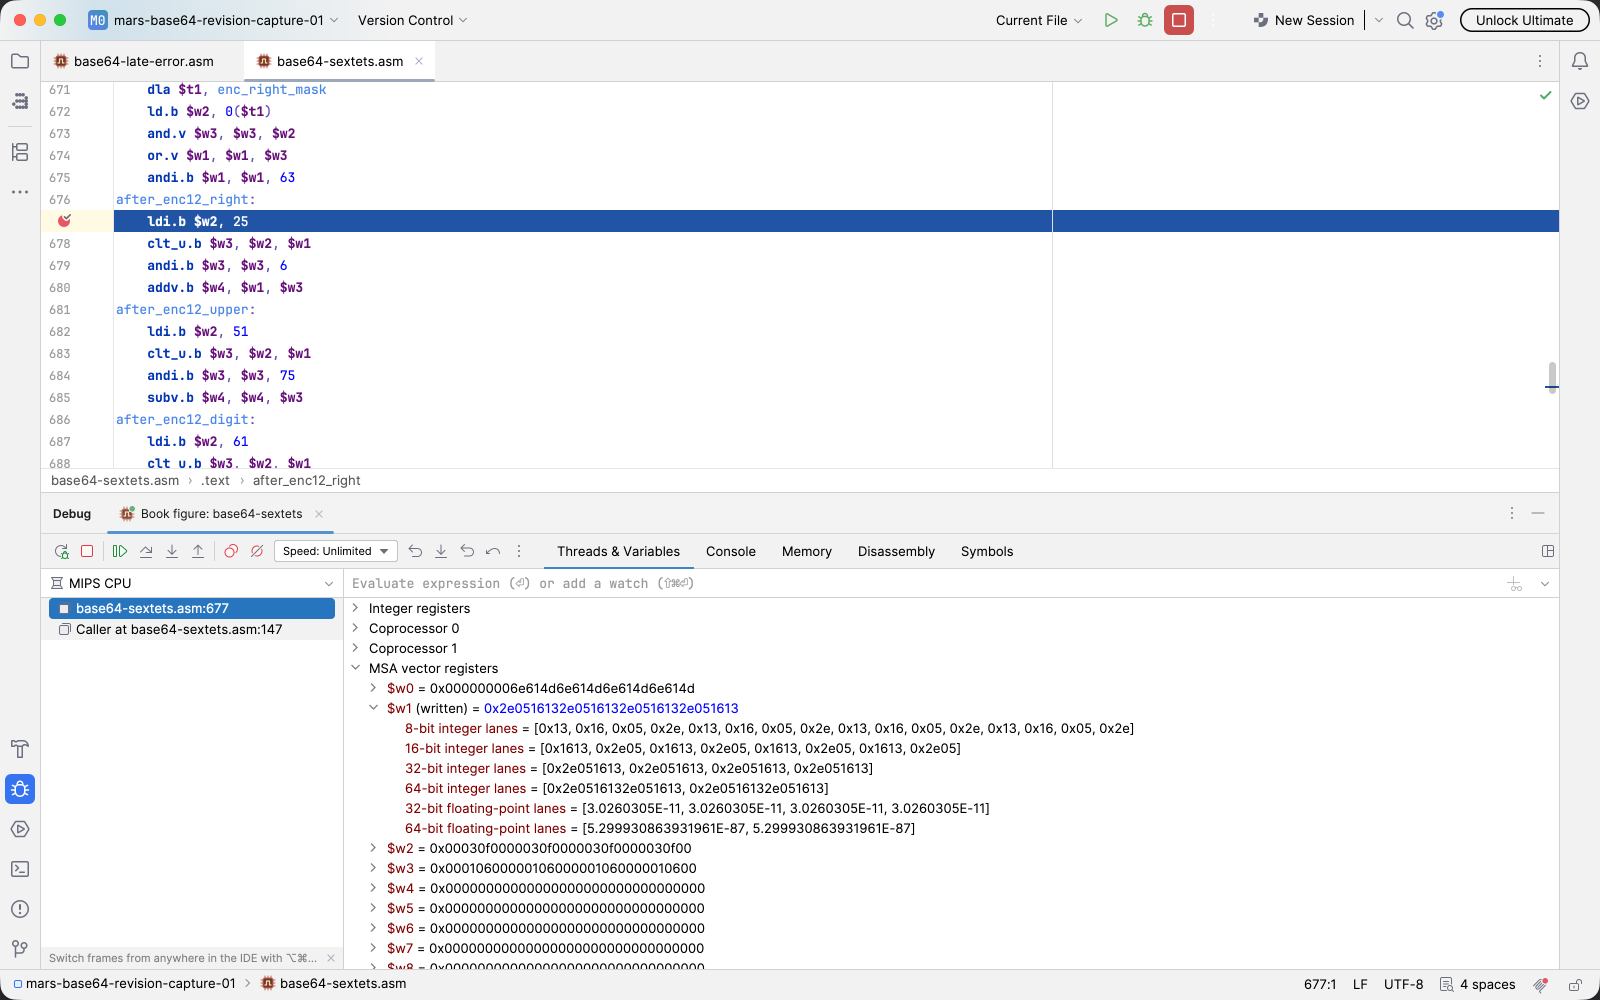 M0 mars-base64-revision-capture-01 Version Control Current File New Session Unlock Ultimate
base64-late-error.asm base64-sextets.asm
671 dla $t1, enc_right_mask
672 ld.b $w2, 0($t1)
673 and.v $w3, $w3, $w2
674 or.v $w1, $w1, $w3
675 andi.b $w1, $w1, 63
676 after_enc12_right:
ldi.b $w2, 25
678 clt_u.b $w3, $w2, $w1
679 andi.b $w3, $w3, 6
680 addv.b $w4, $w1, $w3
681 after_enc12_upper:
682 ldi.b $w2, 51
683 clt_u.b $w3, $w2, $w1
684 andi.b $w3, $w3, 75
685 subv.b $w4, $w4, $w3
686 after_enc12_digit:
687 ldi.b $w2, 61
688 clt_u.b $w3, $w2, $w1
base64-sextets.asm › .text › after_enc12_right
Debug Book figure: base64-sextets
Speed: Unlimited Threads & Variables Console Memory Disassembly Symbols
MIPS CPU
base64-sextets.asm:677
Caller at base64-sextets.asm:147
Switch frames from anywhere in the IDE with ⌥⌘...
Evaluate expression (⏎) or add a watch (⇧⌘⏎)
Integer registers
Coprocessor 0
Coprocessor 1
MSA vector registers
$w0 = 0x000000006e614d6e614d6e614d6e614d
$w1 (written) = 0x2e0516132e0516132e0516132e051613
8-bit integer lanes = [0x13, 0x16, 0x05, 0x2e, 0x13, 0x16, 0x05, 0x2e, 0x13, 0x16, 0x05, 0x2e, 0x13, 0x16, 0x05, 0x2e]
16-bit integer lanes = [0x1613, 0x2e05, 0x1613, 0x2e05, 0x1613, 0x2e05, 0x1613, 0x2e05]
32-bit integer lanes = [0x2e051613, 0x2e051613, 0x2e051613, 0x2e051613]
64-bit integer lanes = [0x2e0516132e051613, 0x2e0516132e051613]
32-bit floating-point lanes = [3.0260305E-11, 3.0260305E-11, 3.0260305E-11, 3.0260305E-11]
64-bit floating-point lanes = [5.299930863931961E-87, 5.299930863931961E-87]
$w2 = 0x00030f0000030f0000030f0000030f00
$w3 = 0x00010600000106000001060000010600
$w4 = 0x00000000000000000000000000000000
$w5 = 0x00000000000000000000000000000000
$w6 = 0x00000000000000000000000000000000
$w7 = 0x00000000000000000000000000000000
$w8 = 0x00000000000000000000000000000000
mars-base64-revision-capture-01 › base64-sextets.asm 677:1 LF UTF-8 4 spaces